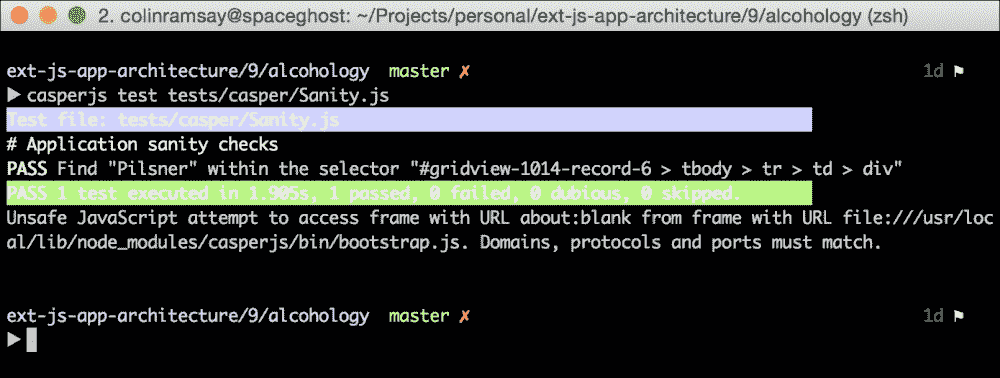 2. colinramsay@spaceghost: ~/Projects/personal/ext-js-app-architecture/9/alcohology (zsh)
ext-js-app-architecture/9/alcohology master ✗ 1d ⚑
▶ casperjs test tests/casper/Sanity.js
Test file: tests/casper/Sanity.js
# Application sanity checks
PASS Find "Pilsner" within the selector "#gridview-1014-record-6 > tbody > tr > td > div"
PASS 1 test executed in 1.905s, 1 passed, 0 failed, 0 dubious, 0 skipped.
Unsafe JavaScript attempt to access frame with URL about:blank from frame with URL file:///usr/loc
al/lib/node_modules/casperjs/bin/bootstrap.js. Domains, protocols and ports must match.
ext-js-app-architecture/9/alcohology master ✗ 1d ⚑
▶